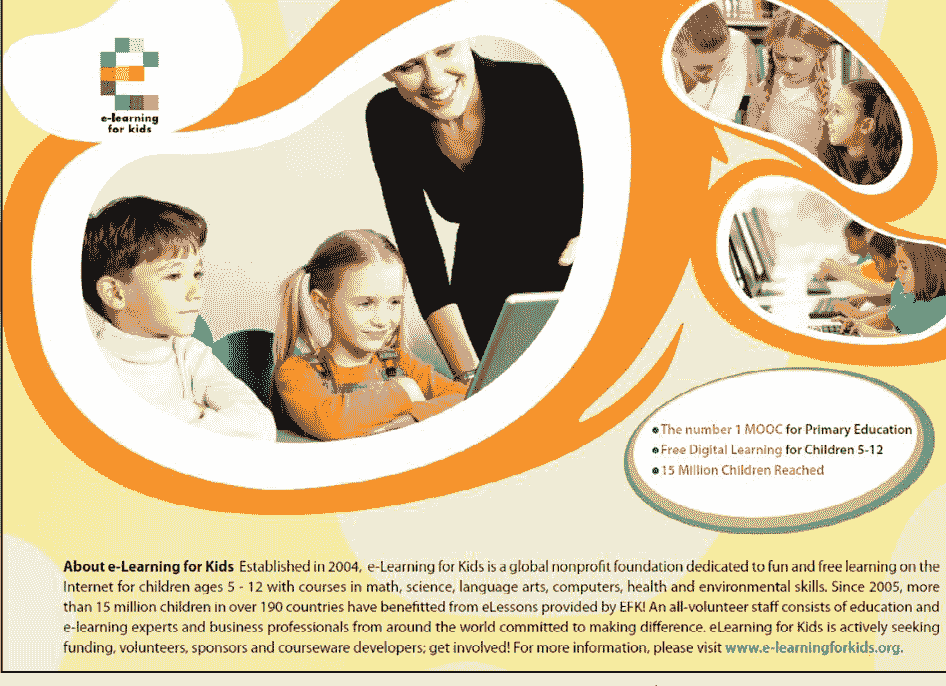 e-learning
for kids
The number 1 MOOC for Primary Education
Free Digital Learning for Children 5-12
15 Million Children Reached
About e-Learning for Kids Established in 2004, e-Learning for Kids is a global nonprofit foundation dedicated to fun and free learning on the
Internet for children ages 5 - 12 with courses in math, science, language arts, computers, health and environmental skills. Since 2005, more
than 15 million children in over 190 countries have benefitted from eLessons provided by EFK! An all-volunteer staff consists of education and
e-learning experts and business professionals from around the world committed to making difference. eLearning for Kids is actively seeking
funding, volunteers, sponsors and courseware developers; get involved! For more information, please visit www.e-learningforkids.org.